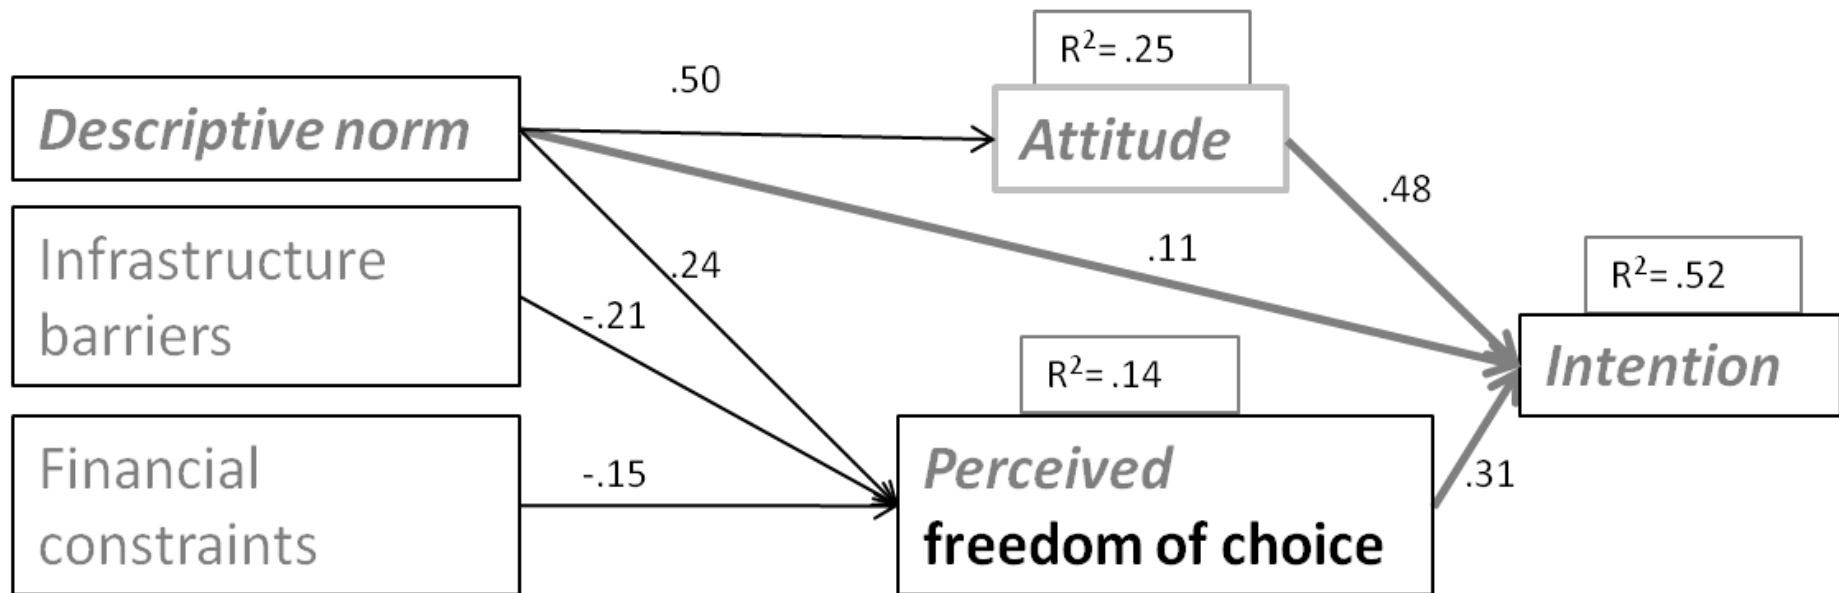 R²= .25
.50
Descriptive norm
Attitude
.48
.11
Infrastructure
barriers
.24
-.21
R²= .52
Intention
R²= .14
Financial
constraints
-.15
Perceived
freedom of choice
.31